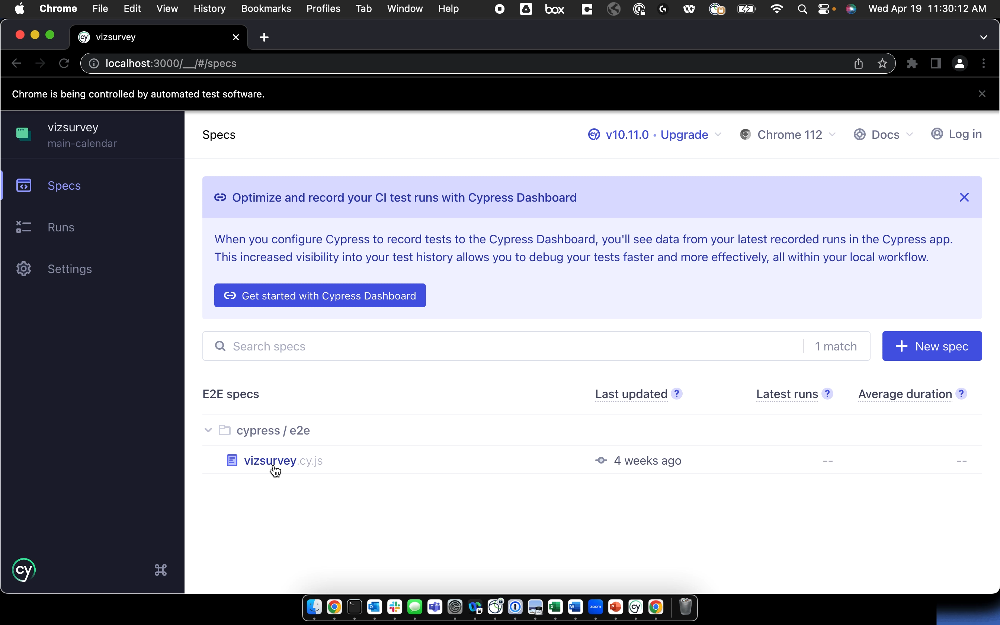 Chrome File Edit View History Bookmarks Profiles Tab Window Help box Wed Apr 19 11:30:12 AM
cy vizsurvey
localhost:3000/__/#/specs
Chrome is being controlled by automated test software.
vizsurvey
main-calendar
Specs
Runs
Settings
cy
Specs
cy v10.11.0 • Upgrade Chrome 112 Docs Log in
Optimize and record your CI test runs with Cypress Dashboard
When you configure Cypress to record tests to the Cypress Dashboard, you'll see data from your latest recorded runs in the Cypress app.
This increased visibility into your test history allows you to debug your tests faster and more effectively, all within your local workflow.
Get started with Cypress Dashboard
Search specs 1 match
+ New spec
E2E specs Last updated ? Latest runs ? Average duration ?
cypress / e2e
vizsurvey.cy.js 4 weeks ago -- --
zoom cy